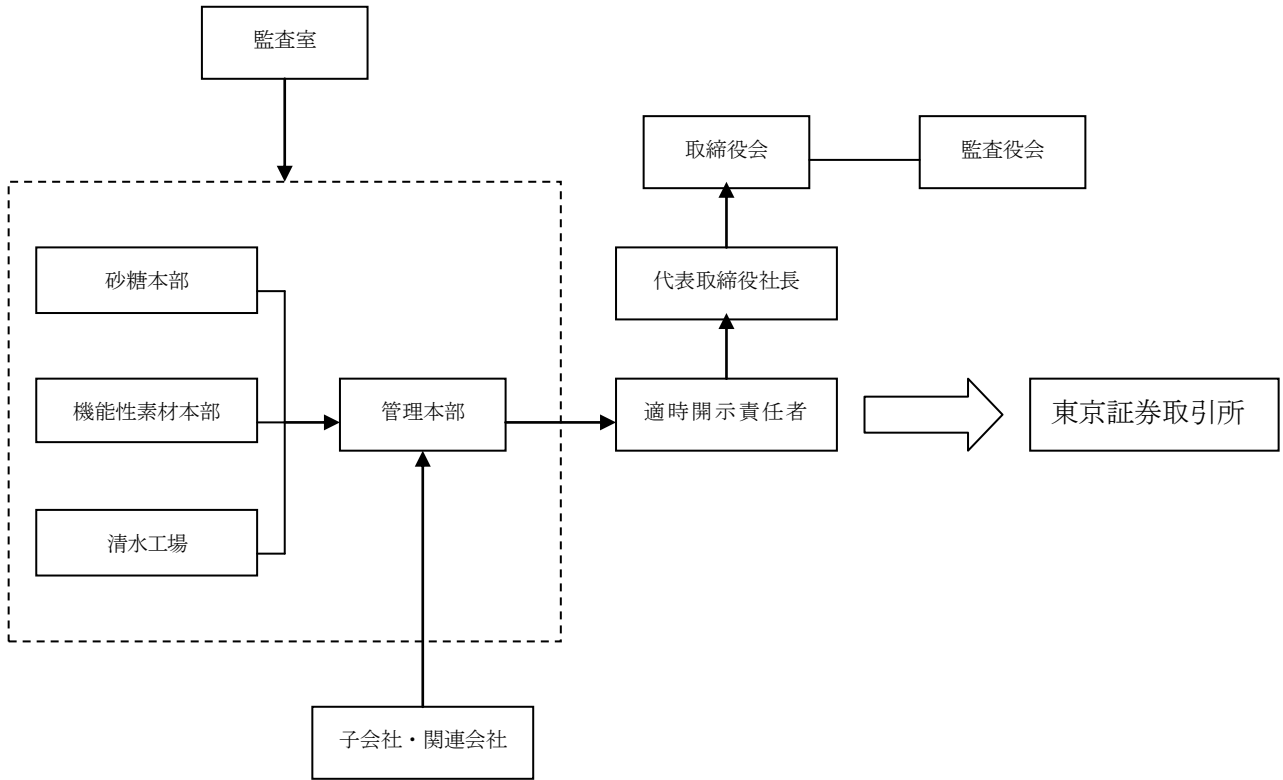 監査室
取締役会
監査役会
砂糖本部
代表取締役社長
機能性素材本部
管理本部
適時開示責任者
東京証券取引所
清水工場
子会社・関連会社